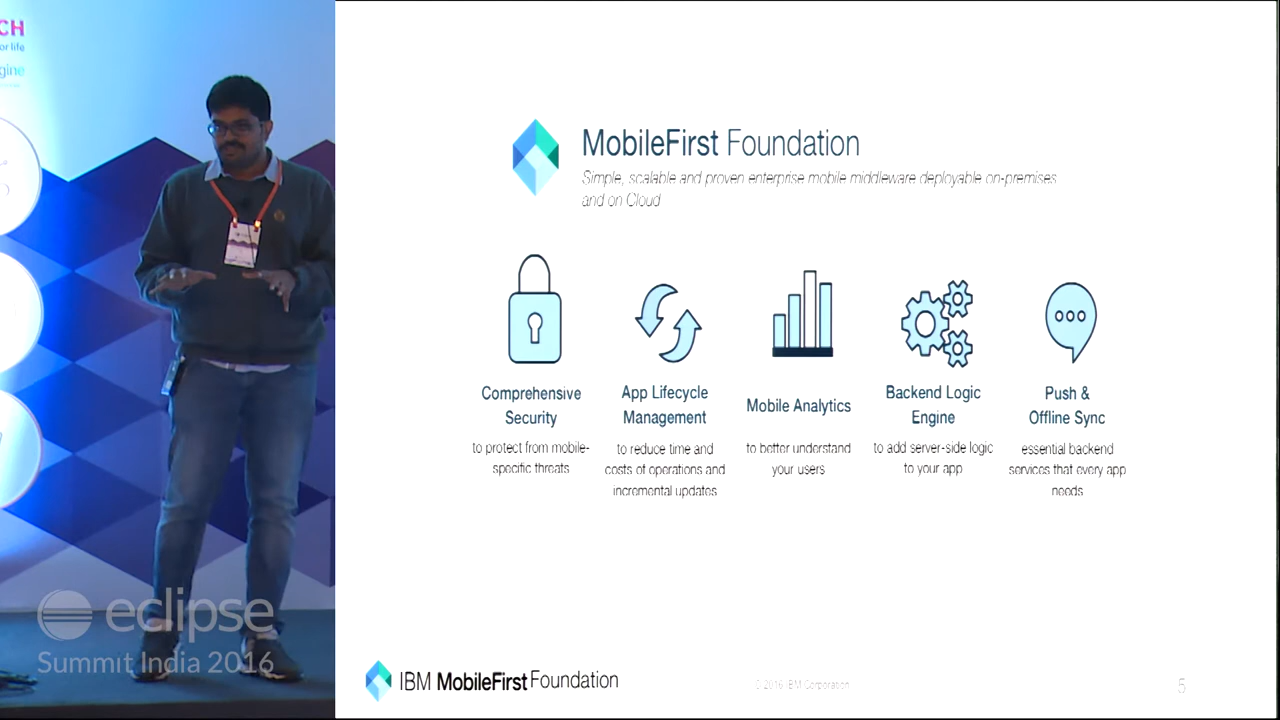 CH
or life
gine
eclipse
Summit India 2016
MobileFirst Foundation
Simple, scalable and proven enterprise mobile middleware deployable on-premises
and on Cloud
Comprehensive
Security
to protect from mobile-
specific threats
App Lifecycle
Management
to reduce time and
costs of operations and
incremental updates
Mobile Analytics
to better understand
your users
Backend Logic
Engine
to add server-side logic
to your app
Push &
Offline Sync
essential backend
services that every app
needs
IBM MobileFirst Foundation
© 2016 IBM Corporation
5